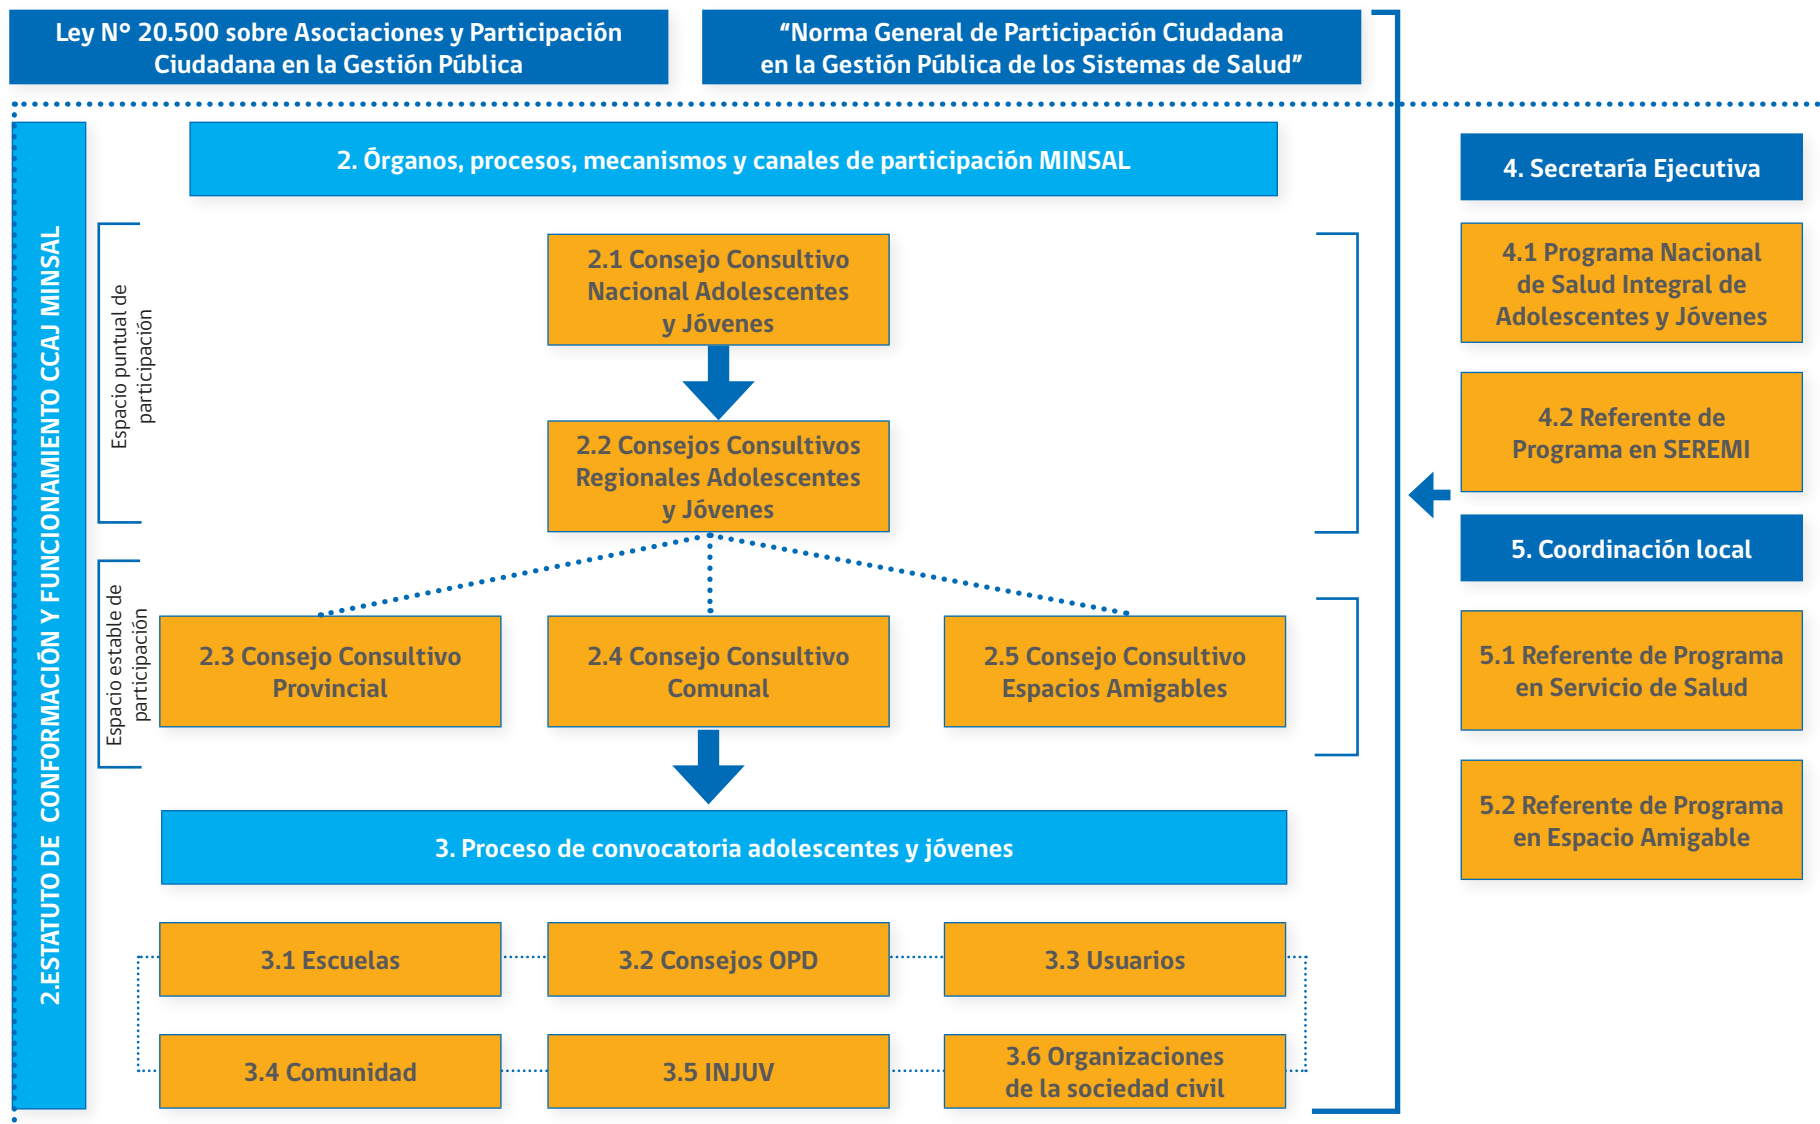 Ley N° 20.500 sobre Asociaciones y Participación
Ciudadana en la Gestión Pública
“Norma General de Participación Ciudadana
en la Gestión Pública de los Sistemas de Salud”
2.ESTATUTO DE CONFORMACIÓN Y FUNCIONAMIENTO CCAJ MINSAL
2. Órganos, procesos, mecanismos y canales de participación MINSAL
Espacio puntual de
participación
2.1 Consejo Consultivo
Nacional Adolescentes
y Jóvenes
2.2 Consejos Consultivos
Regionales Adolescentes
y Jóvenes
Espacio estable de
participación
2.3 Consejo Consultivo
Provincial
2.4 Consejo Consultivo
Comunal
2.5 Consejo Consultivo
Espacios Amigables
3. Proceso de convocatoria adolescentes y jóvenes
3.1 Escuelas
3.2 Consejos OPD
3.3 Usuarios
3.4 Comunidad
3.5 INJUV
3.6 Organizaciones
de la sociedad civil
4. Secretaría Ejecutiva
4.1 Programa Nacional
de Salud Integral de
Adolescentes y Jóvenes
4.2 Referente de
Programa en SEREMI
5. Coordinación local
5.1 Referente de Programa
en Servicio de Salud
5.2 Referente de Programa
en Espacio Amigable